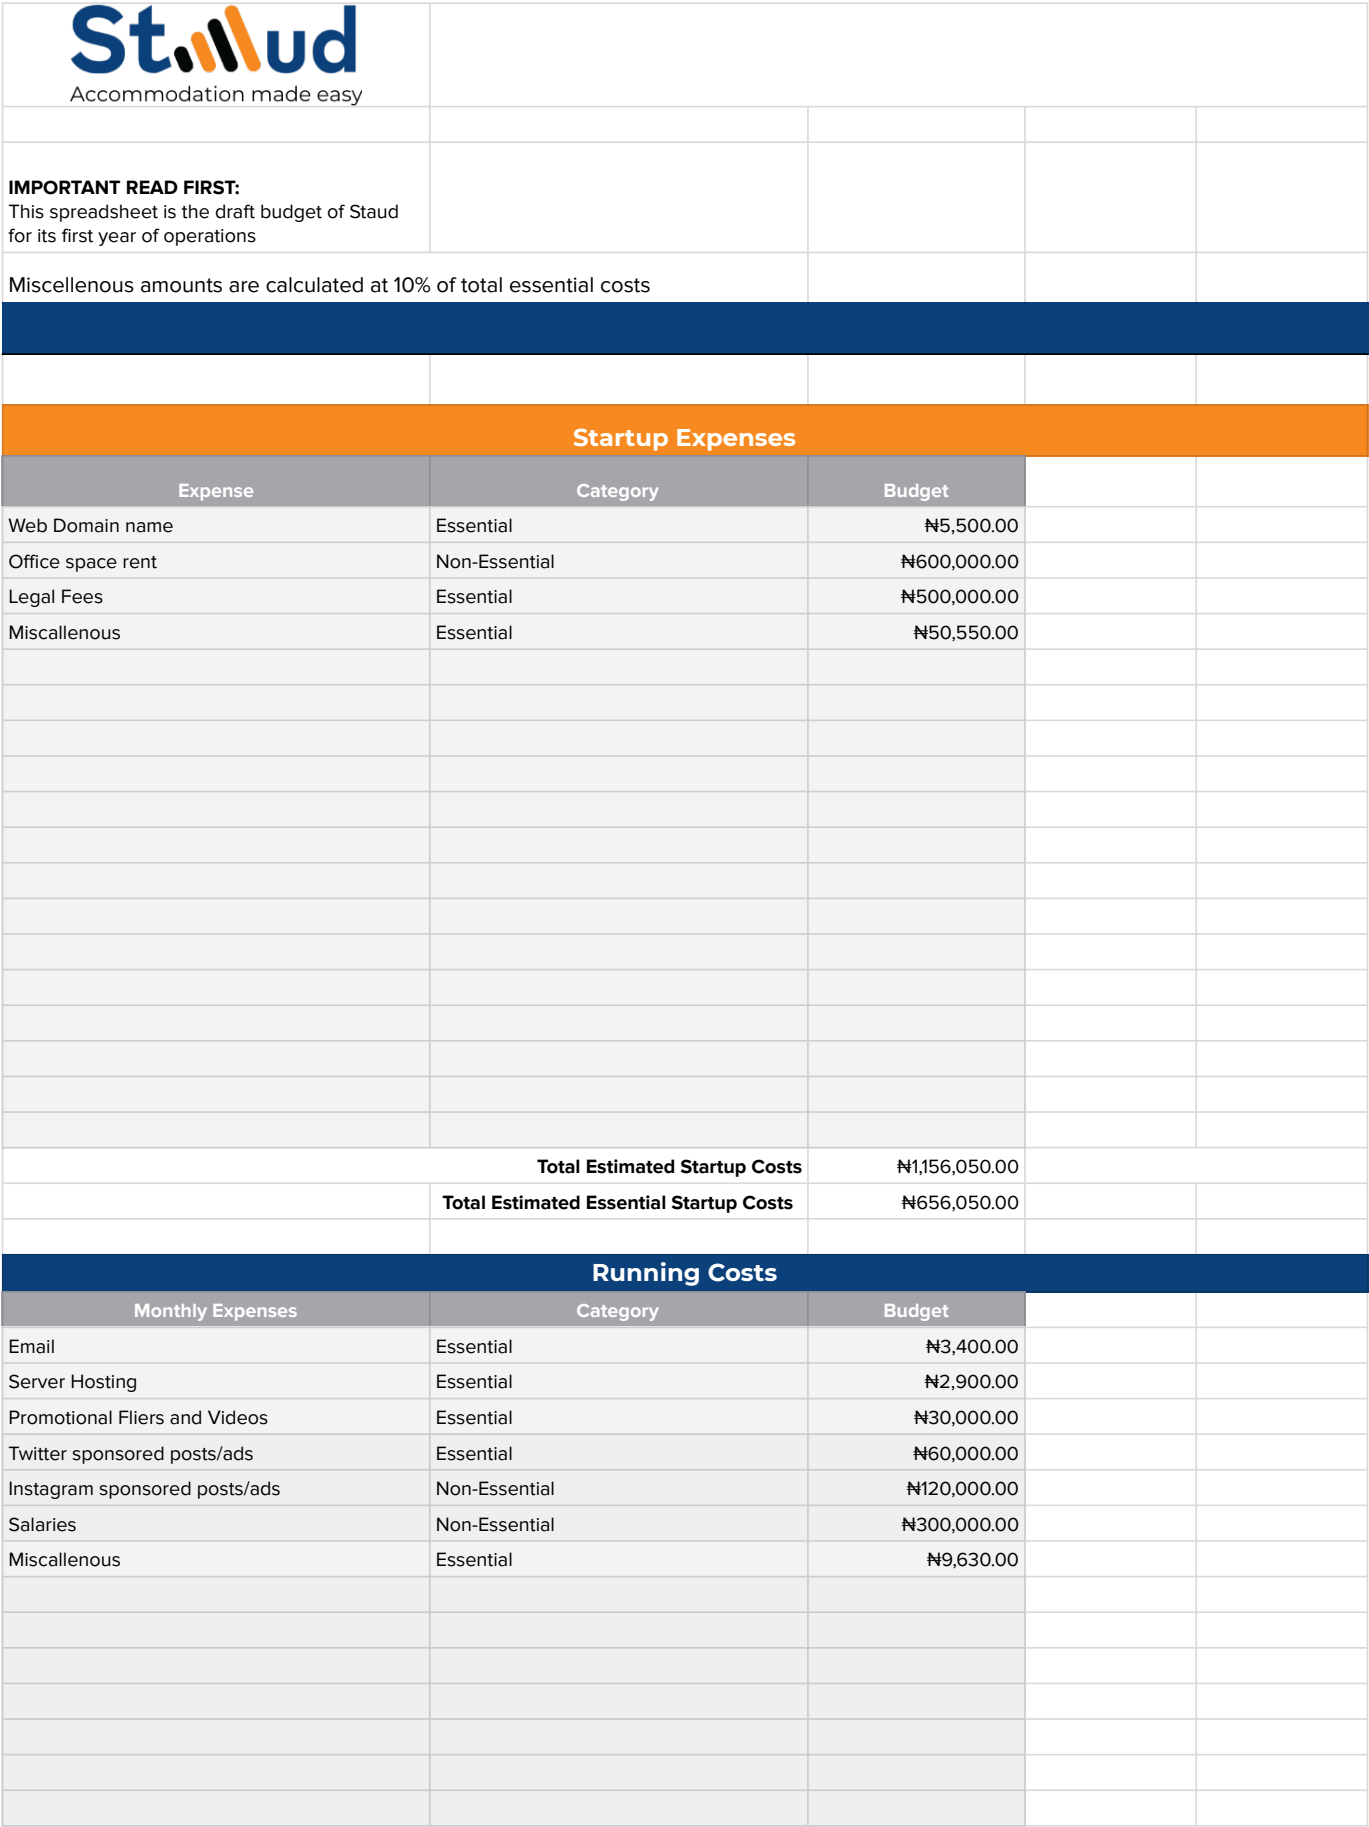 Staud
Accommodation made easy
IMPORTANT READ FIRST:
This spreadsheet is the draft budget of Staud
for its first year of operations
Miscellenous amounts are calculated at 10% of total essential costs
Startup Expenses
Expense Category Budget
Web Domain name Essential ₦5,500.00
Office space rent Non-Essential ₦600,000.00
Legal Fees Essential ₦500,000.00
Miscallenous Essential ₦50,550.00
Total Estimated Startup Costs ₦1,156,050.00
Total Estimated Essential Startup Costs ₦656,050.00
Running Costs
Monthly Expenses Category Budget
Email Essential ₦3,400.00
Server Hosting Essential ₦2,900.00
Promotional Fliers and Videos Essential ₦30,000.00
Twitter sponsored posts/ads Essential ₦60,000.00
Instagram sponsored posts/ads Non-Essential ₦120,000.00
Salaries Non-Essential ₦300,000.00
Miscallenous Essential ₦9,630.00